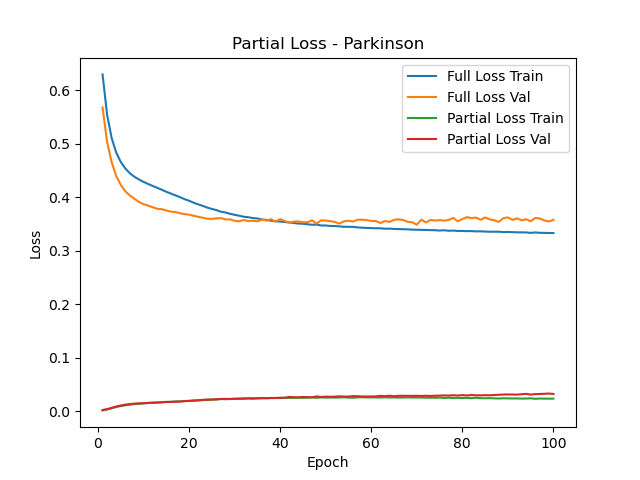 Partial Loss - Parkinson
Full Loss Train
Full Loss Val
Partial Loss Train
Partial Loss Val
Loss
0.6
0.5
0.4
0.3
0.2
0.1
0.0
0
20
40
60
80
100
Epoch